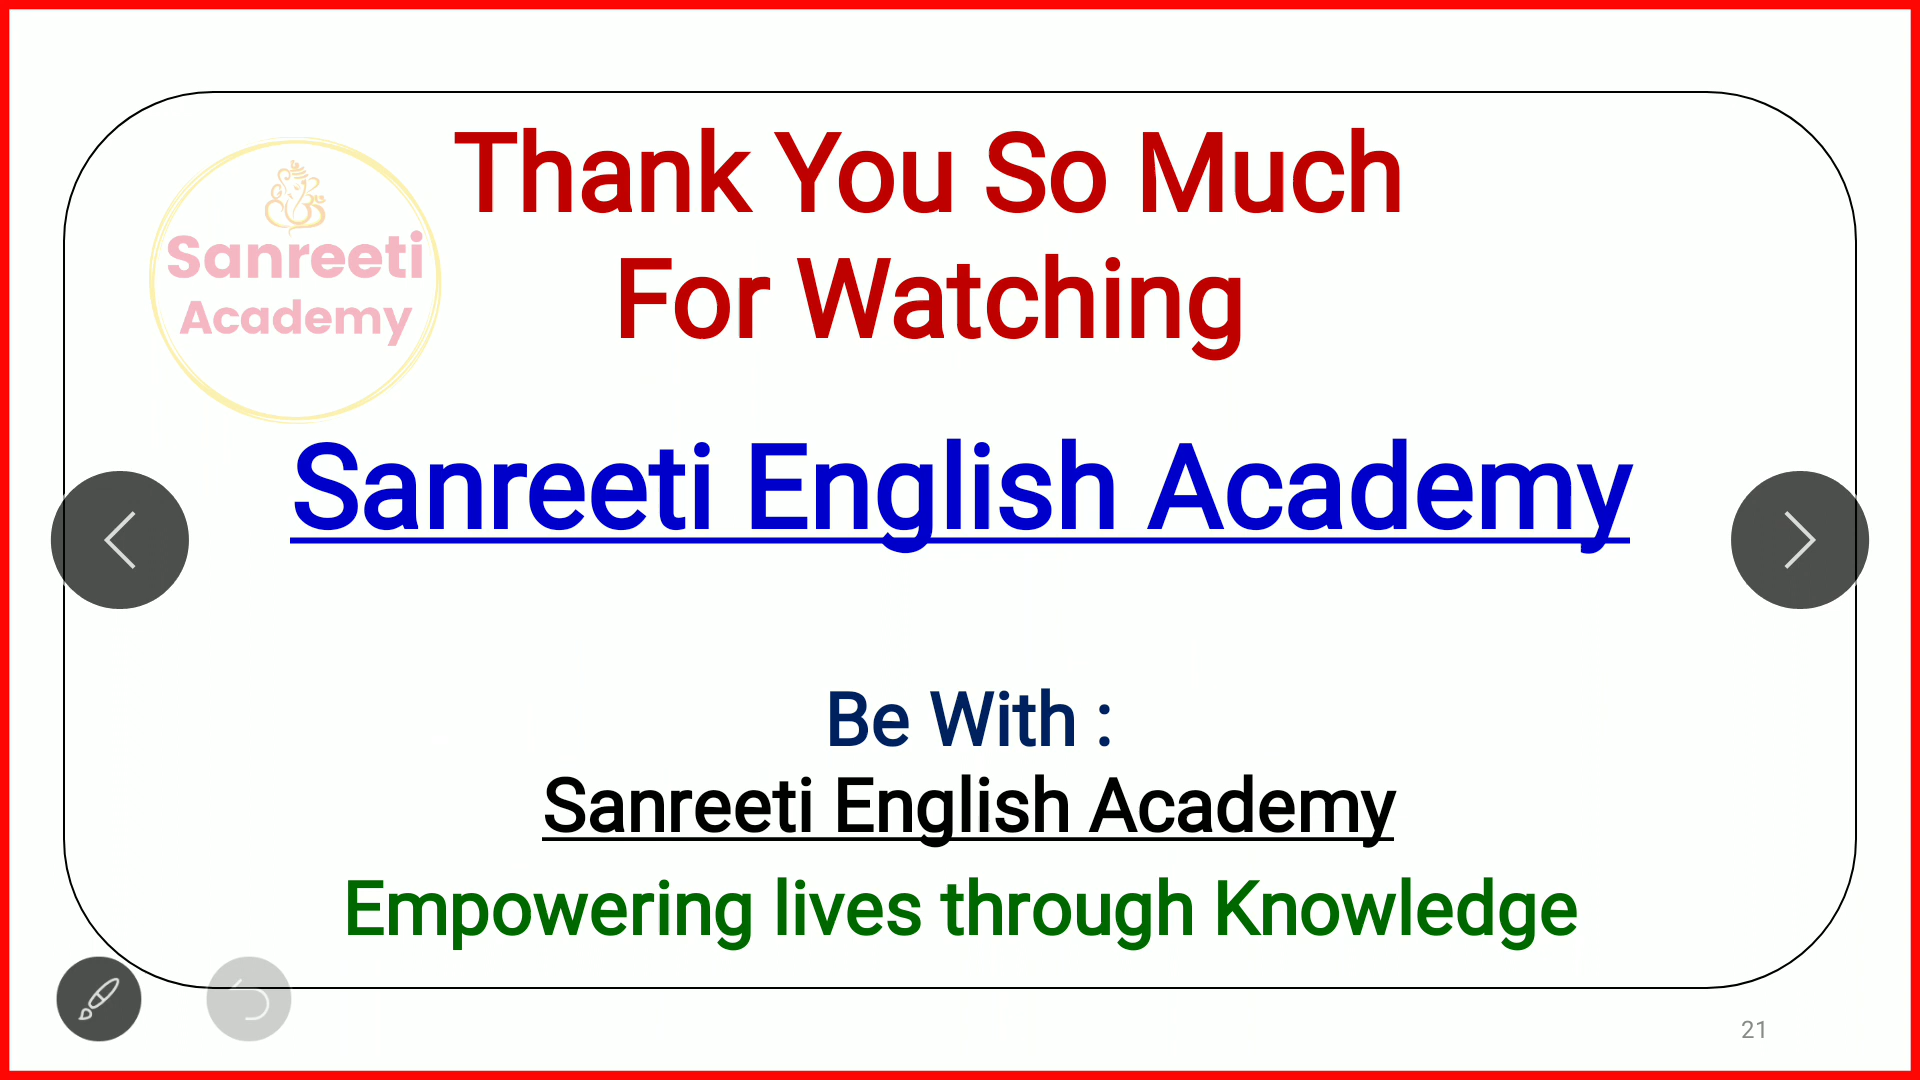 Thank You So Much
For Watching
Sanreeti
Academy
Sanreeti English Academy
Be With :
Sanreeti English Academy
Empowering lives through Knowledge
21